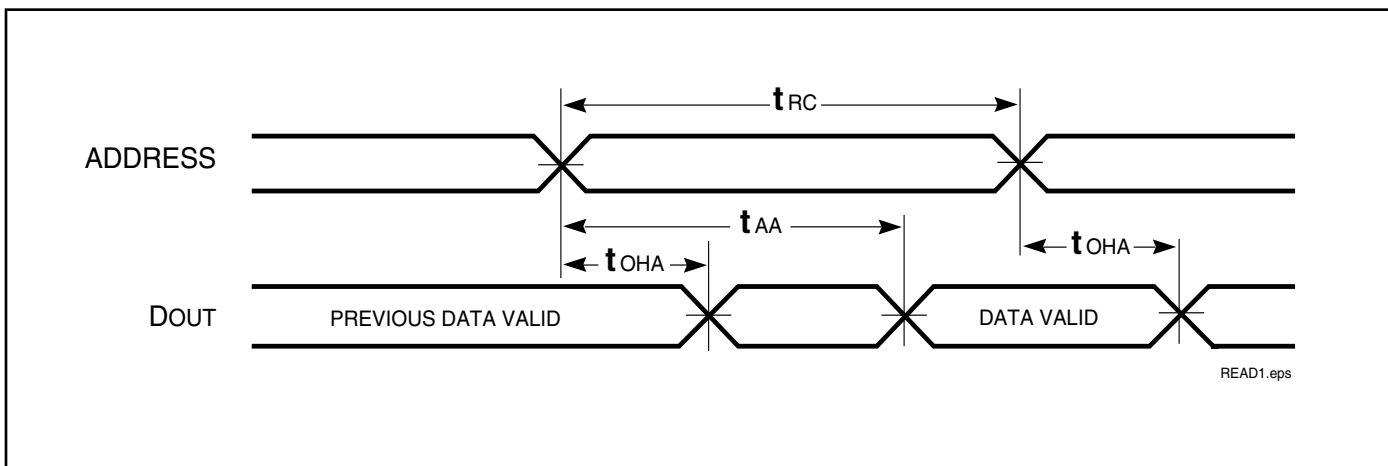 tRC
ADDRESS
tAA
tOHA
tOHA
DOUT
PREVIOUS DATA VALID
DATA VALID
READ1.eps